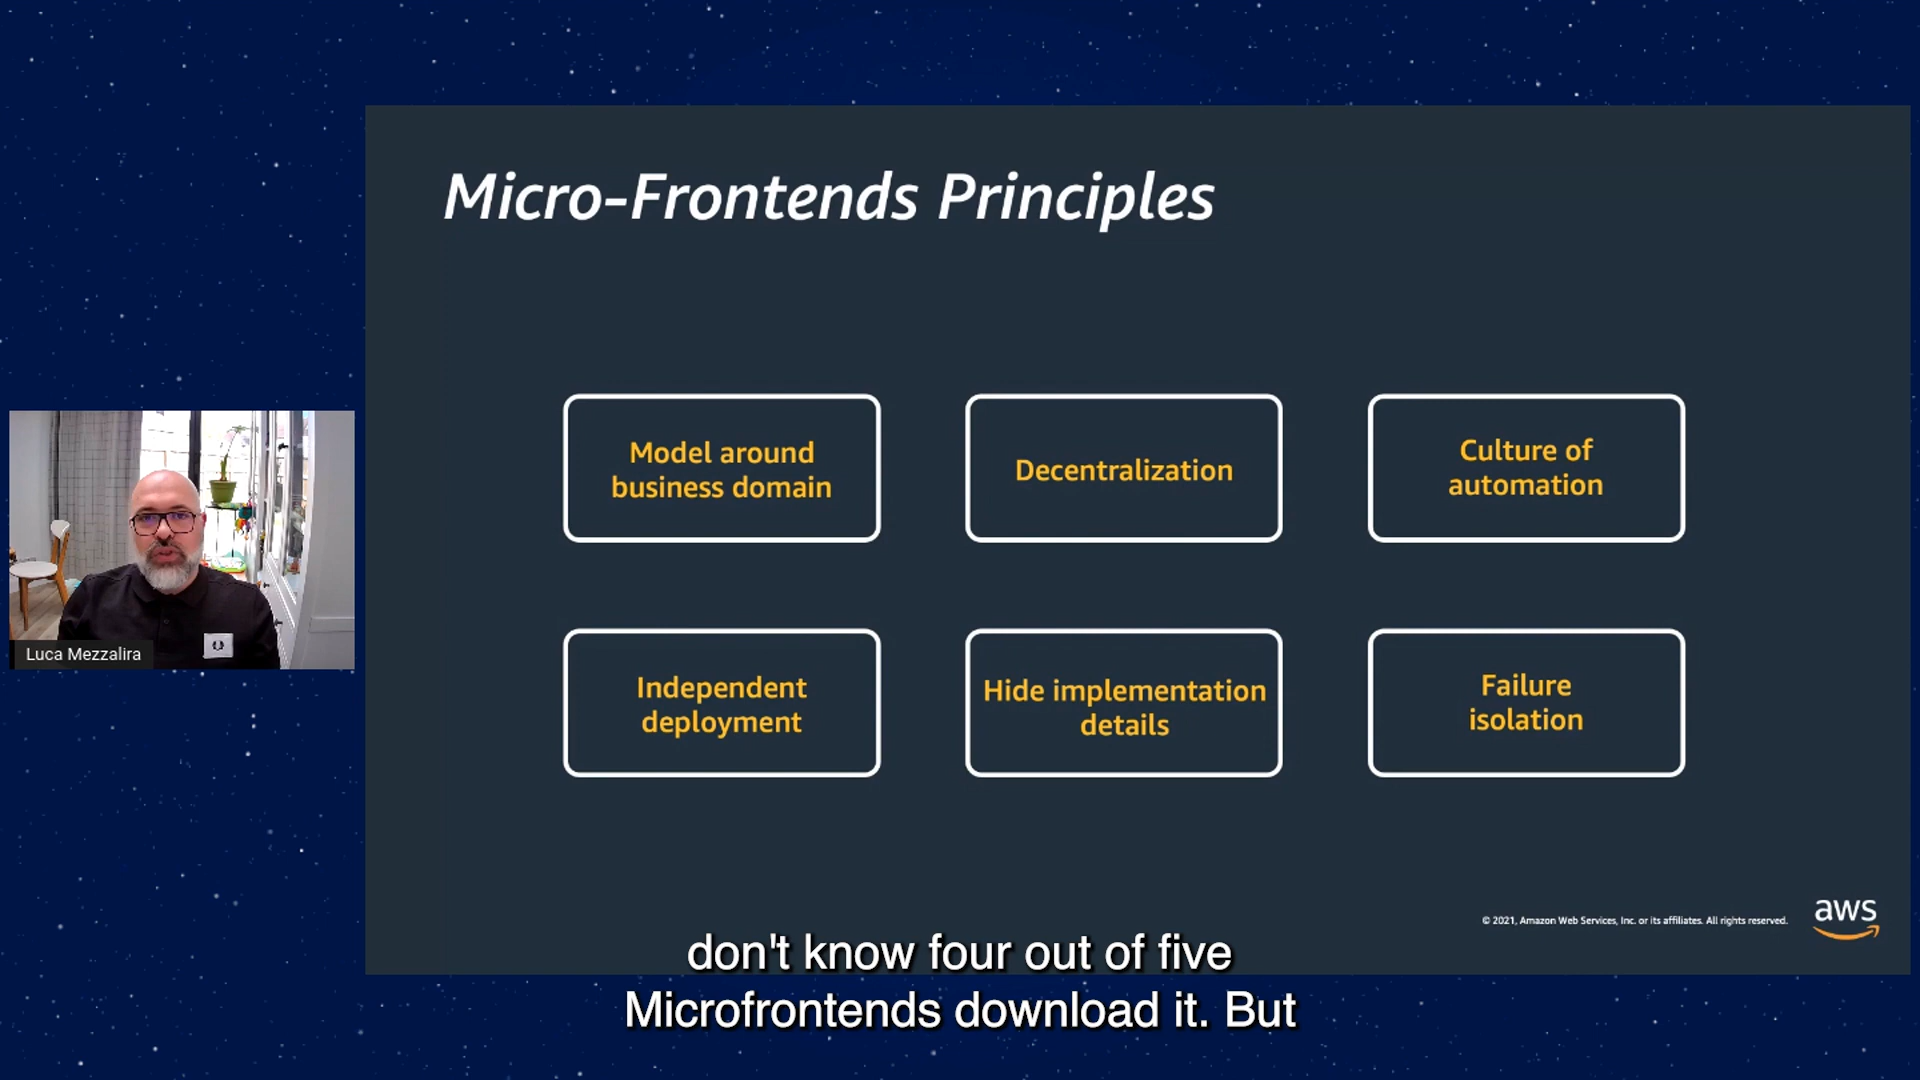 Micro-Frontends Principles
Model around
business domain
Decentralization
Culture of
automation
Independent
deployment
Hide implementation
details
Failure
isolation
Luca Mezzalira
© 2021, Amazon Web Services, Inc. or its affiliates. All rights reserved.
aws
don't know four out of five
Microfrontends download it. But